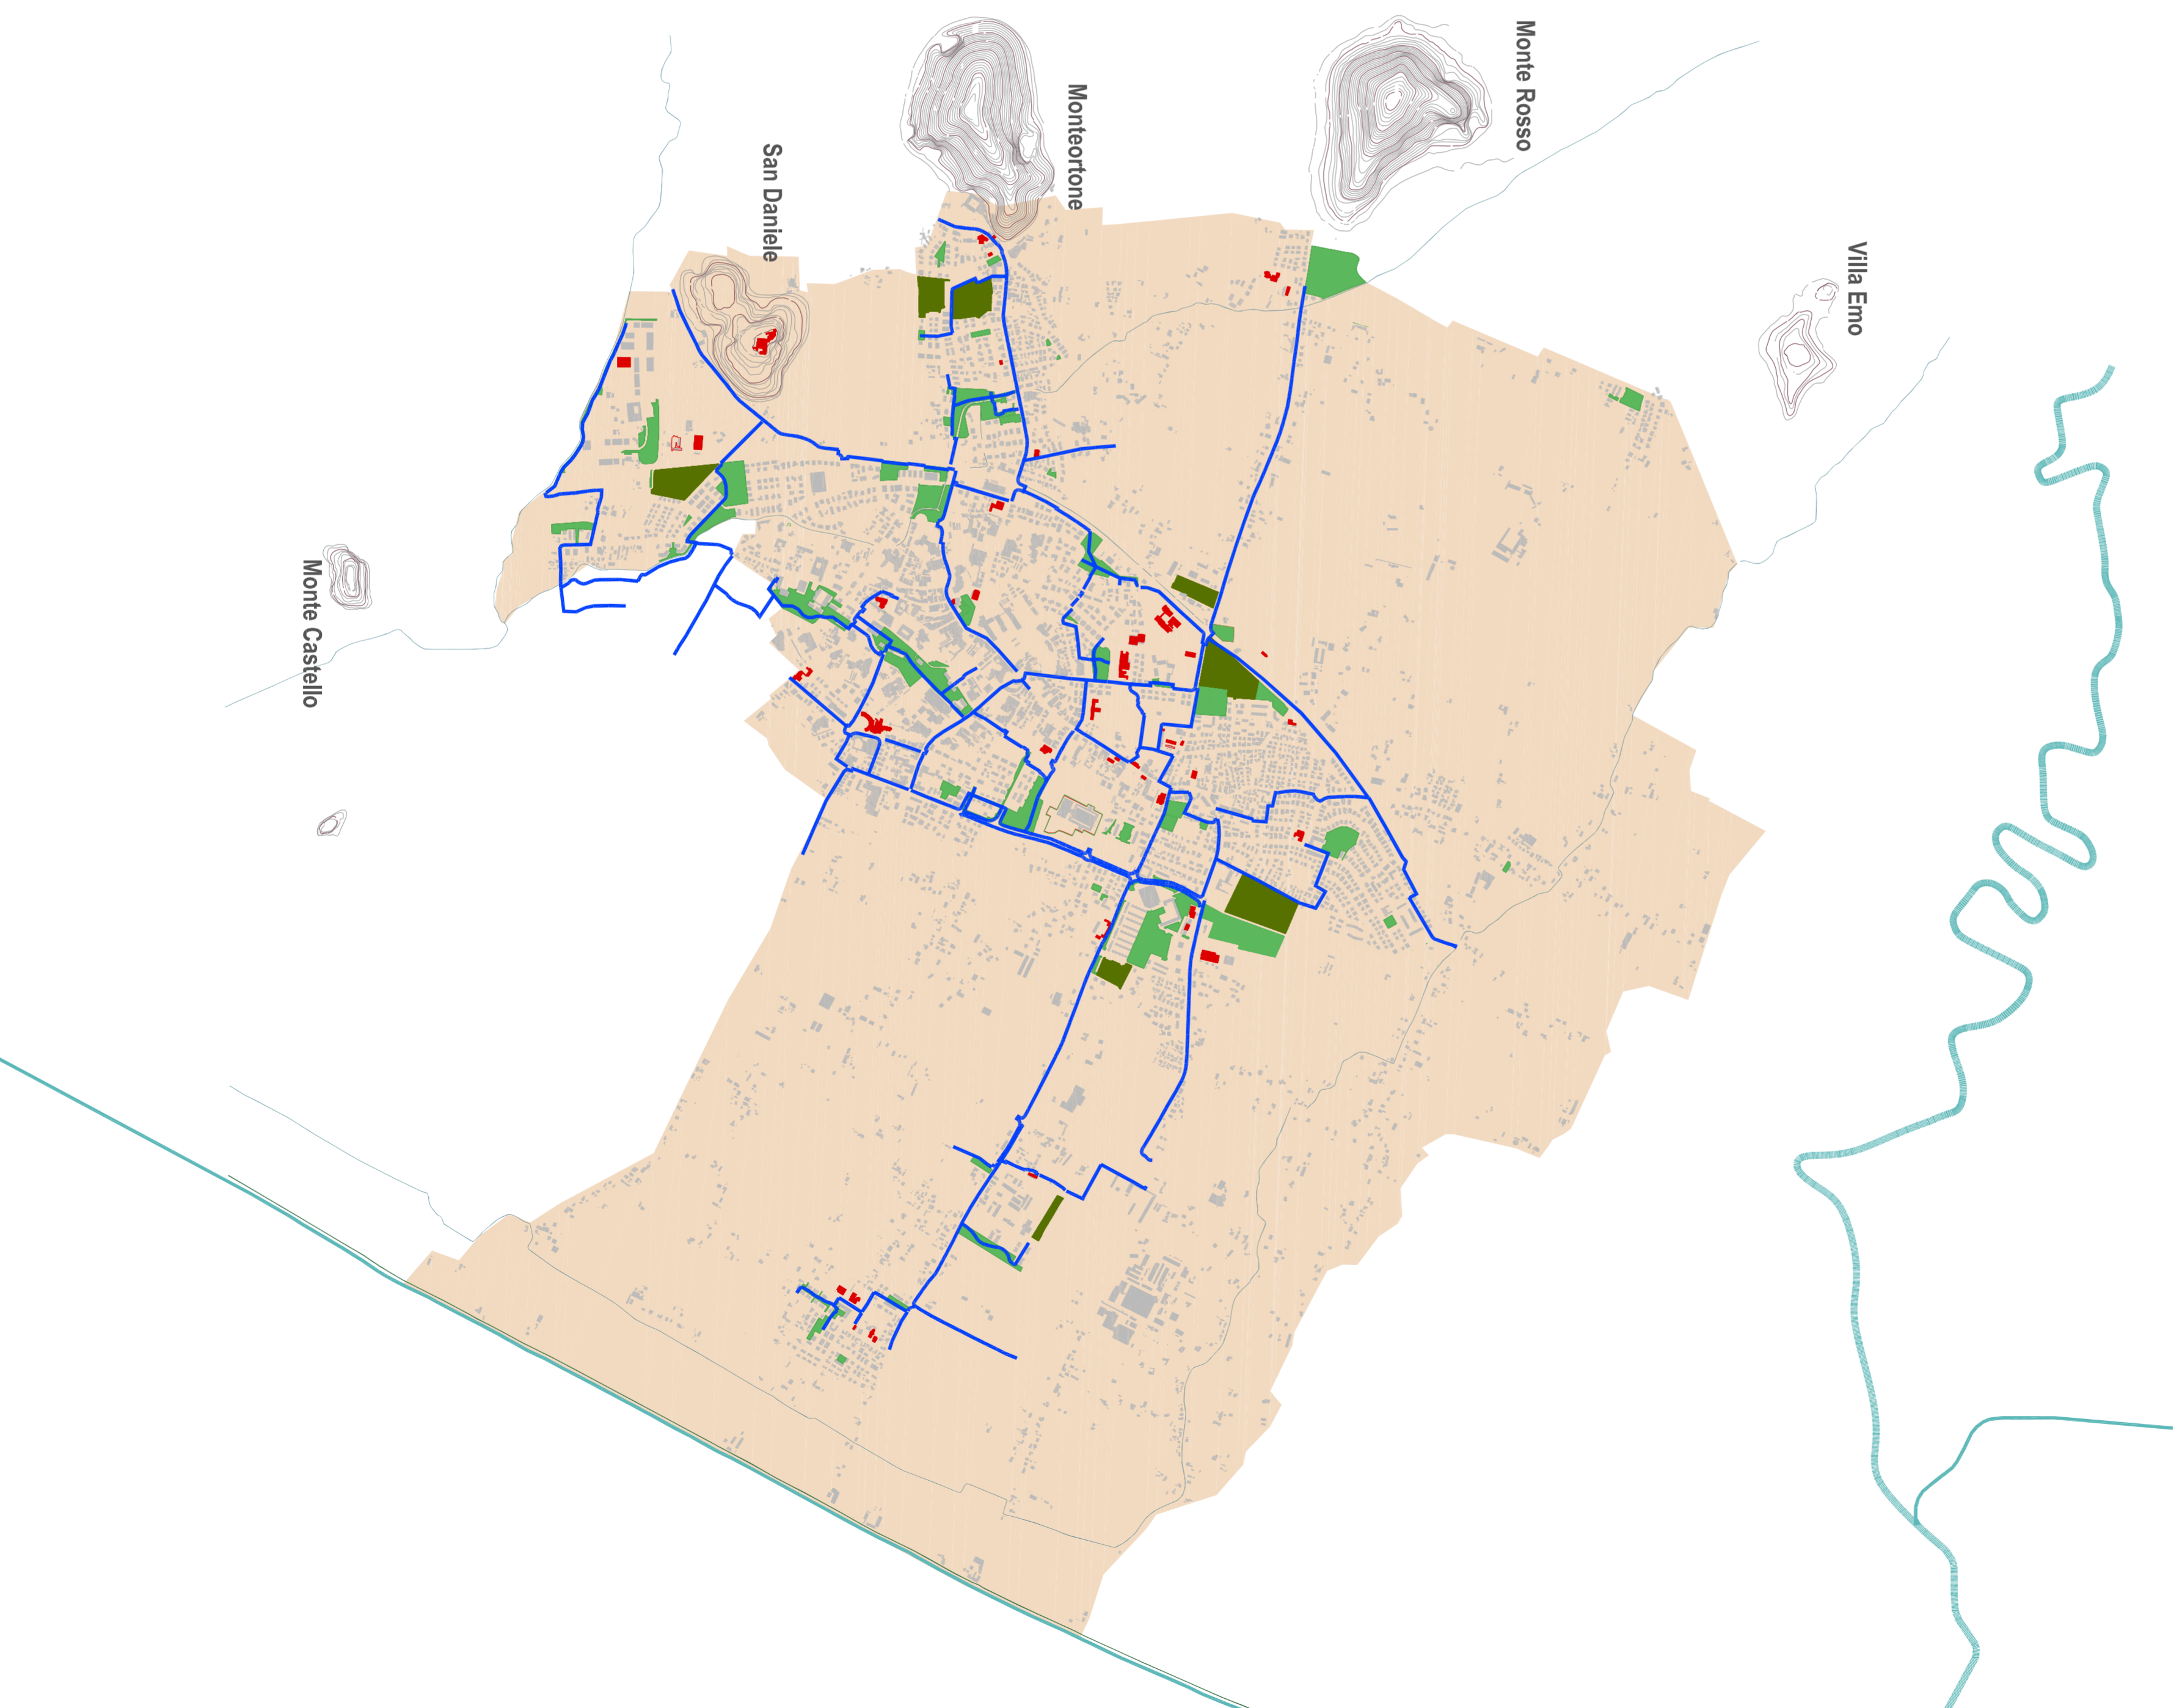 Monte Rosso
Monteortone
San Daniele
Villa Emo
Monte Castello